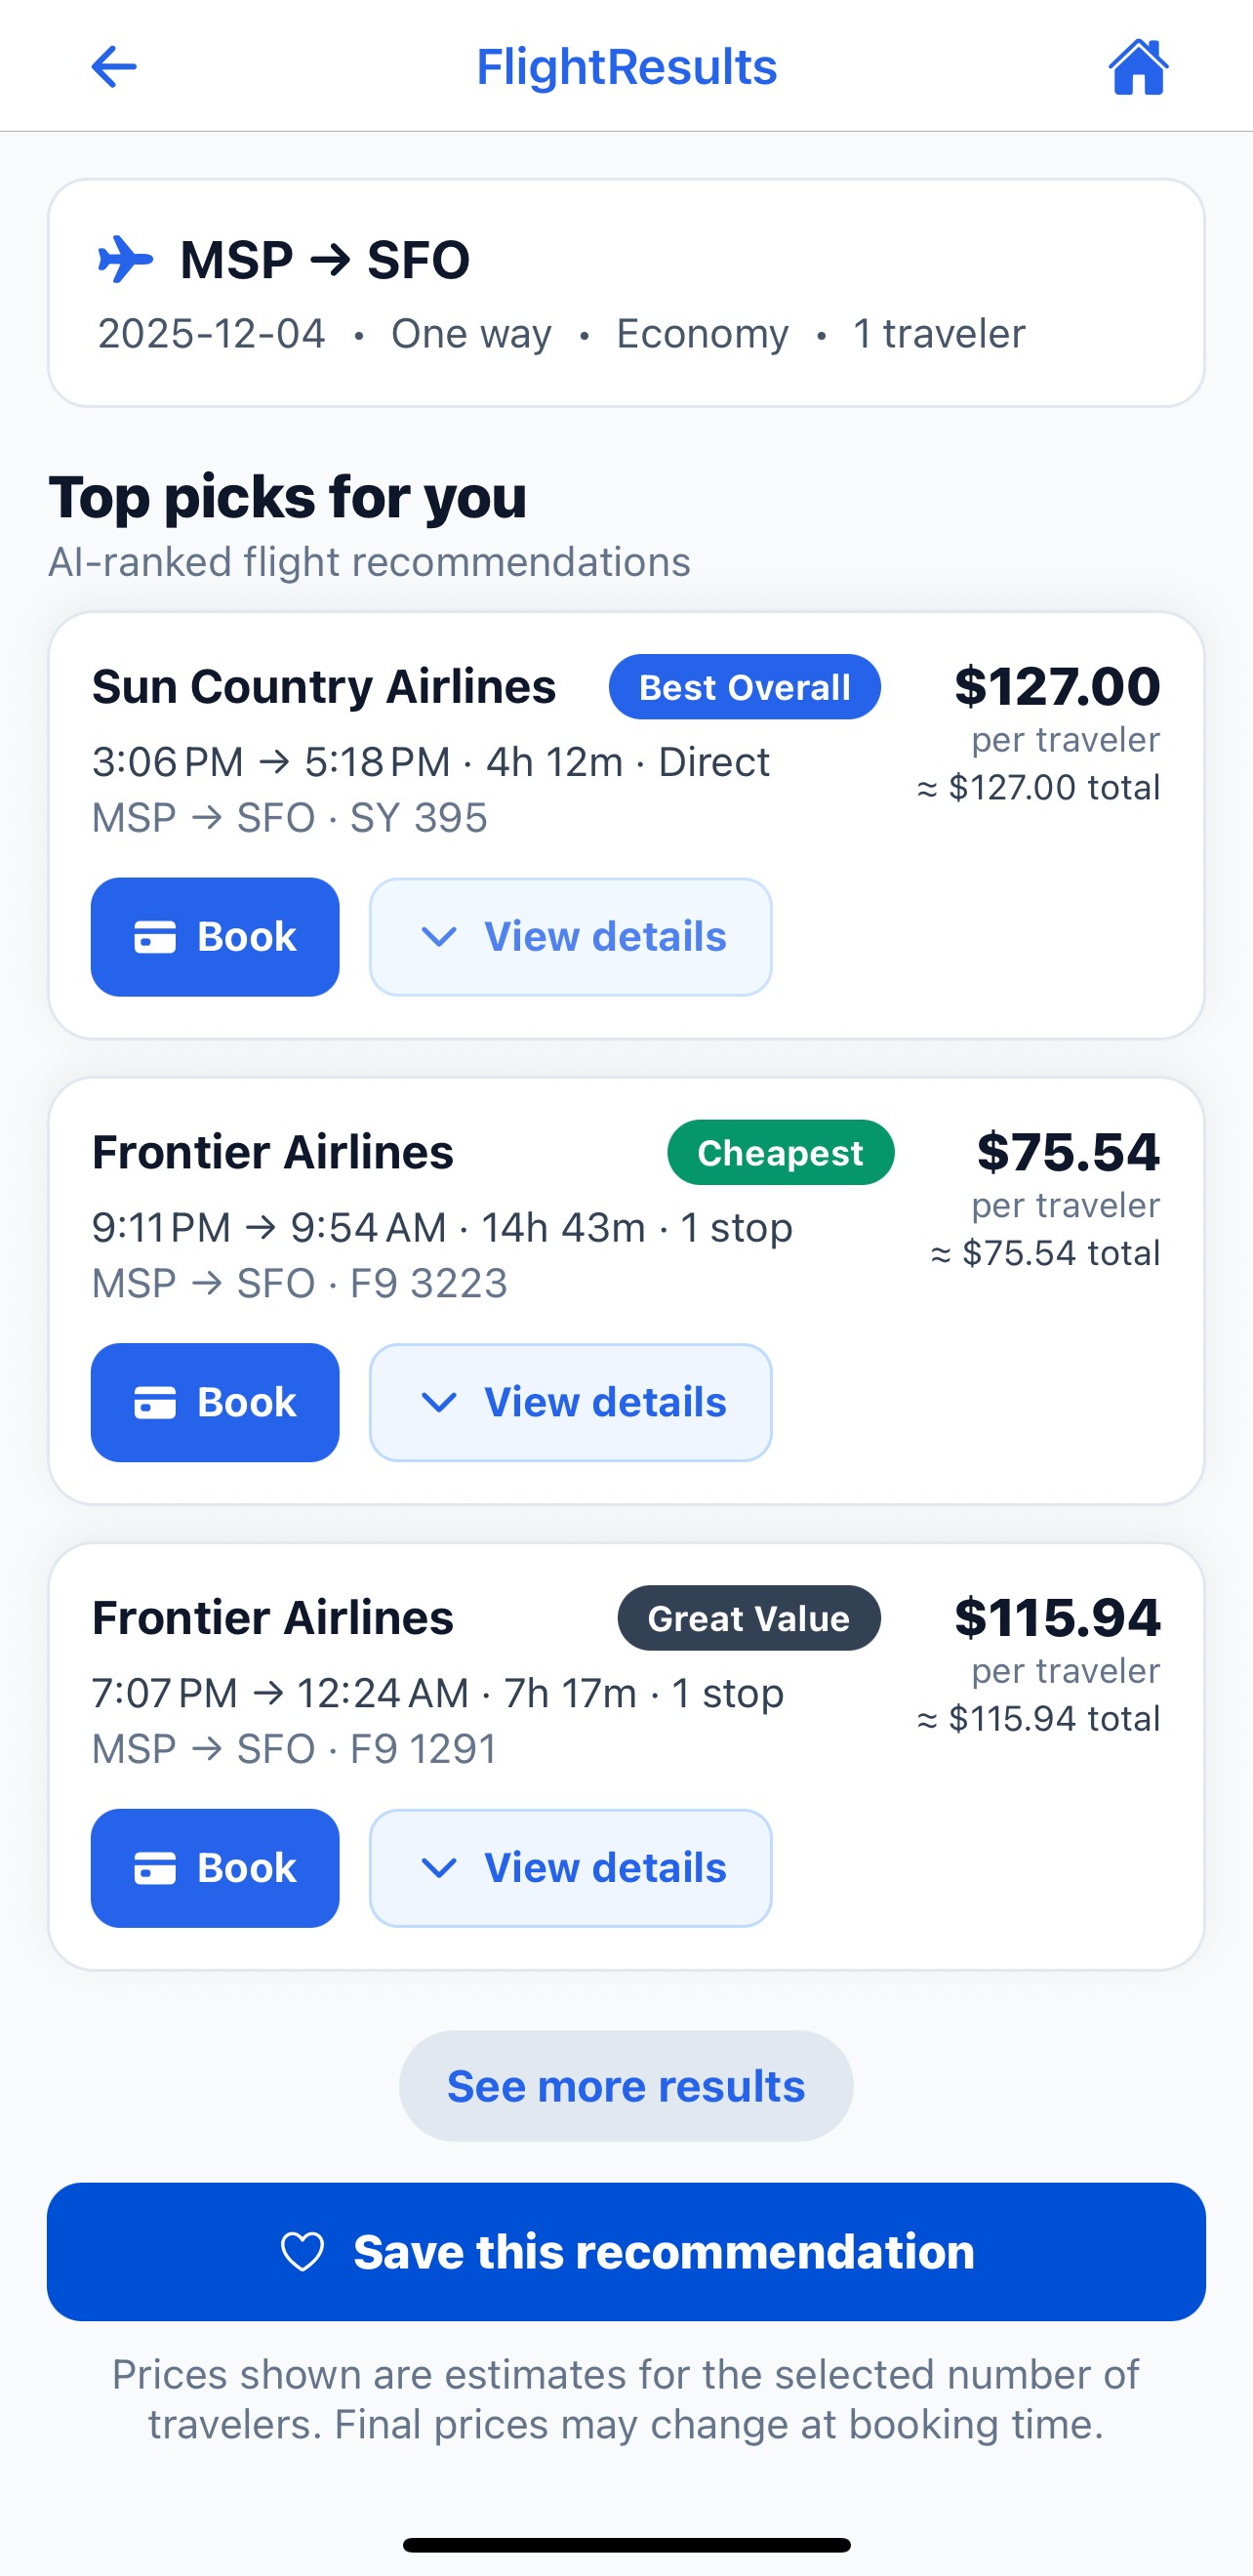 FlightResults
MSP → SFO
2025-12-04 • One way • Economy • 1 traveler
Top picks for you
AI-ranked flight recommendations
Sun Country Airlines Best Overall $127.00
per traveler
3:06 PM → 5:18 PM · 4h 12m · Direct
≈ $127.00 total
MSP → SFO · SY 395
Book View details
Frontier Airlines Cheapest $75.54
per traveler
9:11 PM → 9:54 AM · 14h 43m · 1 stop
≈ $75.54 total
MSP → SFO · F9 3223
Book View details
Frontier Airlines Great Value $115.94
per traveler
7:07 PM → 12:24 AM · 7h 17m · 1 stop
≈ $115.94 total
MSP → SFO · F9 1291
Book View details
See more results
Save this recommendation
Prices shown are estimates for the selected number of
travelers. Final prices may change at booking time.